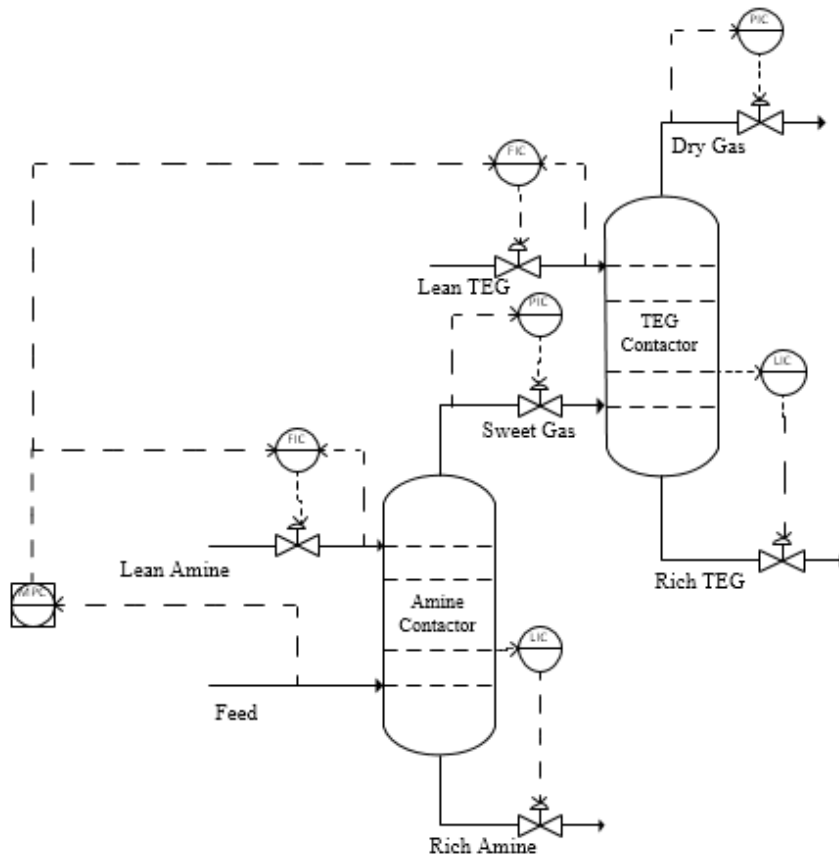 PIC
Dry Gas
FIC
Lean TEG
PIC
TEG
Contactor
LIC
Sweet Gas
FIC
Lean Amine
Rich TEG
MPC
Amine
Contactor
LIC
Feed
Rich Amine